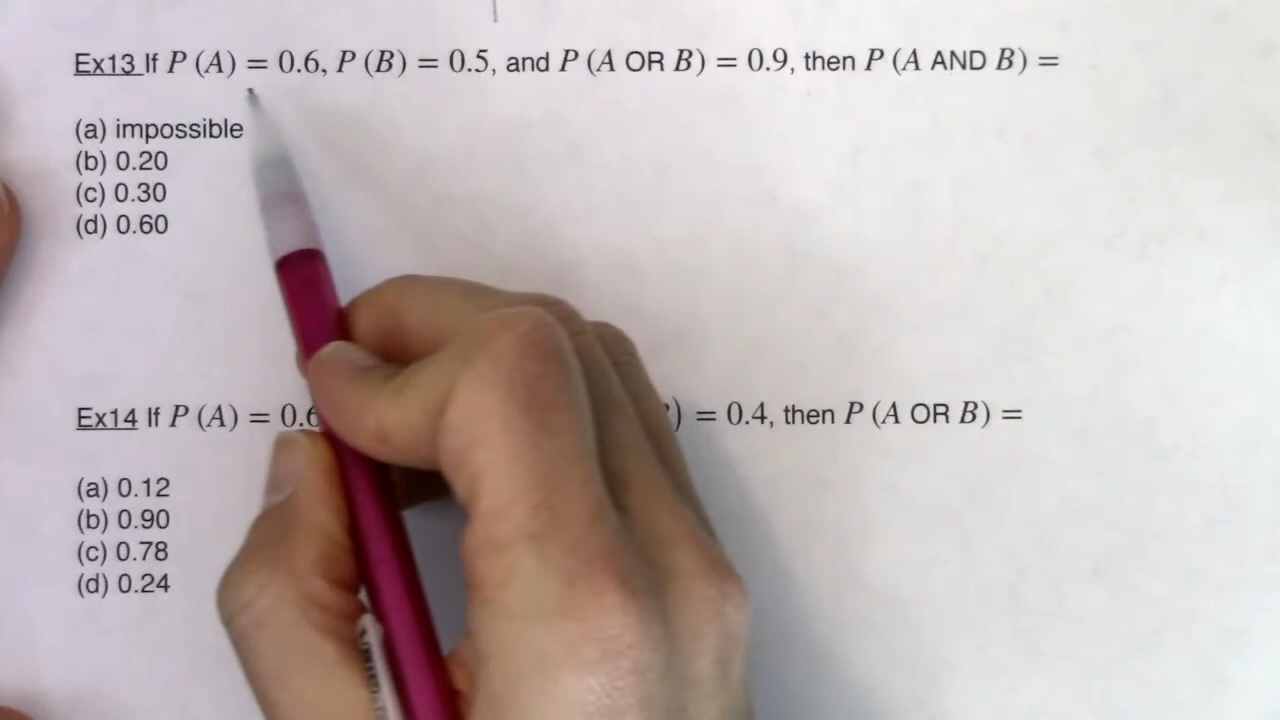 Ex13 If P (A) = 0.6, P (B) = 0.5, and P (A OR B) = 0.9, then P (A AND B) =
(a) impossible
(b) 0.20
(c) 0.30
(d) 0.60
Ex14 If P (A) = 0.6 ) = 0.4, then P (A OR B) =
(a) 0.12
(b) 0.90
(c) 0.78
(d) 0.24